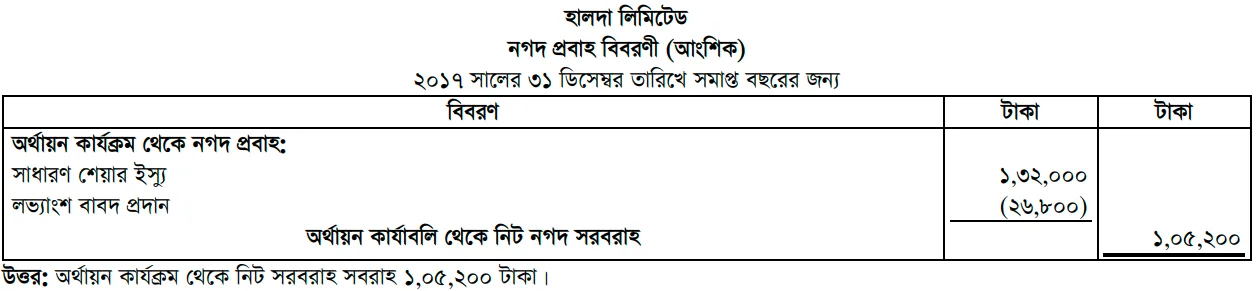 হালদা লিমিটেড
নগদ প্রবাহ বিবরণী (আংশিক)
২০১৭ সালের ৩১ ডিসেম্বর তারিখে সমাপ্ত বছরের জন্য
বিবরণ টাকা টাকা
অর্থায়ন কার্যক্রম থেকে নগদ প্রবাহ:
সাধারণ শেয়ার ইস্যু ১,৩২,০০০
লভ্যাংশ বাবদ প্রদান (২৬,৮০০)
অর্থায়ন কার্যাবলি থেকে নিট নগদ সরবরাহ ১,০৫,২০০
উত্তর: অর্থায়ন কার্যক্রম থেকে নিট সরবরাহ সবরাহ ১,০৫,২০০ টাকা।